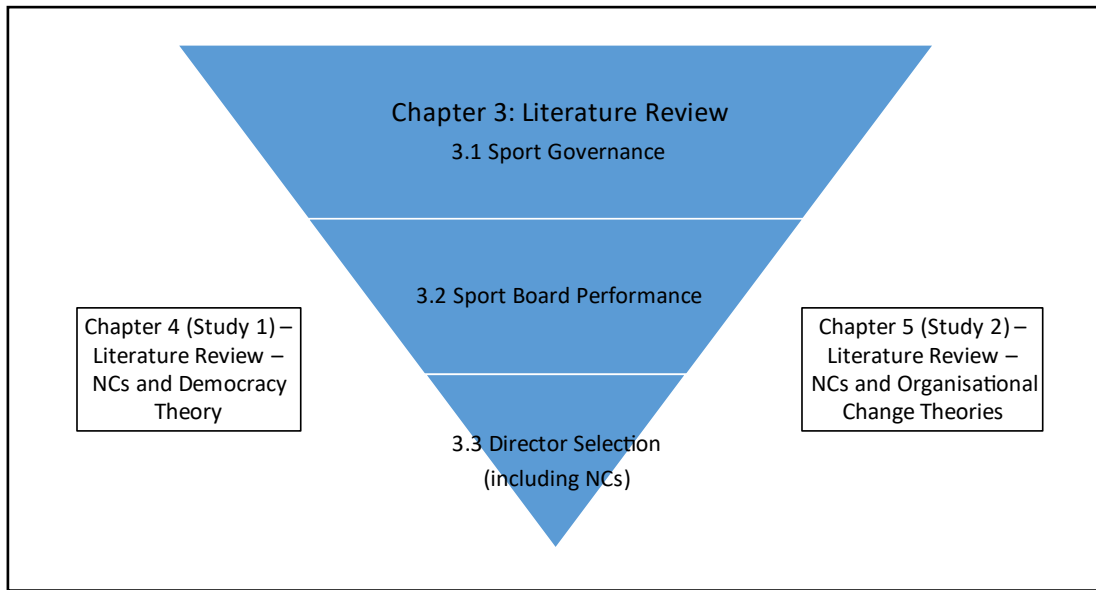 Chapter 3: Literature Review
3.1 Sport Governance
3.2 Sport Board Performance
Chapter 4 (Study 1) –
Literature Review –
NCs and Democracy
Theory
Chapter 5 (Study 2) –
Literature Review –
NCs and Organisational
Change Theories
3.3 Director Selection
(including NCs)